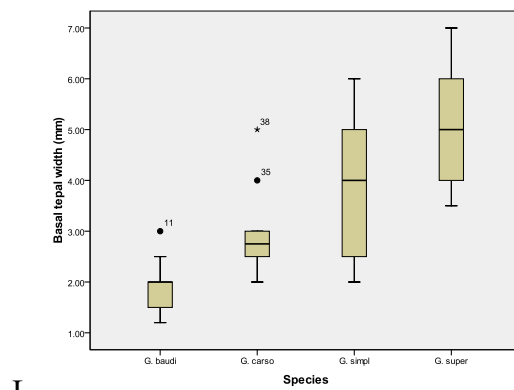 7.00
6.00
5.00
4.00
3.00
2.00
1.00
Basal tepal width (mm)
11
38
35
G. baudi
G. carso
G. simpl
G. super
Species